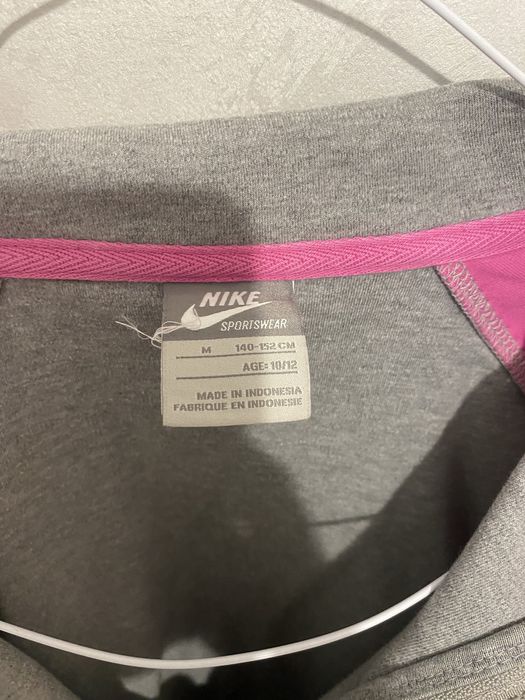 NIKE
SPORTSWEAR
M 140-152 CM
AGE: 10/12
MADE IN INDONESIA
FABRIQUE EN INDONESIE